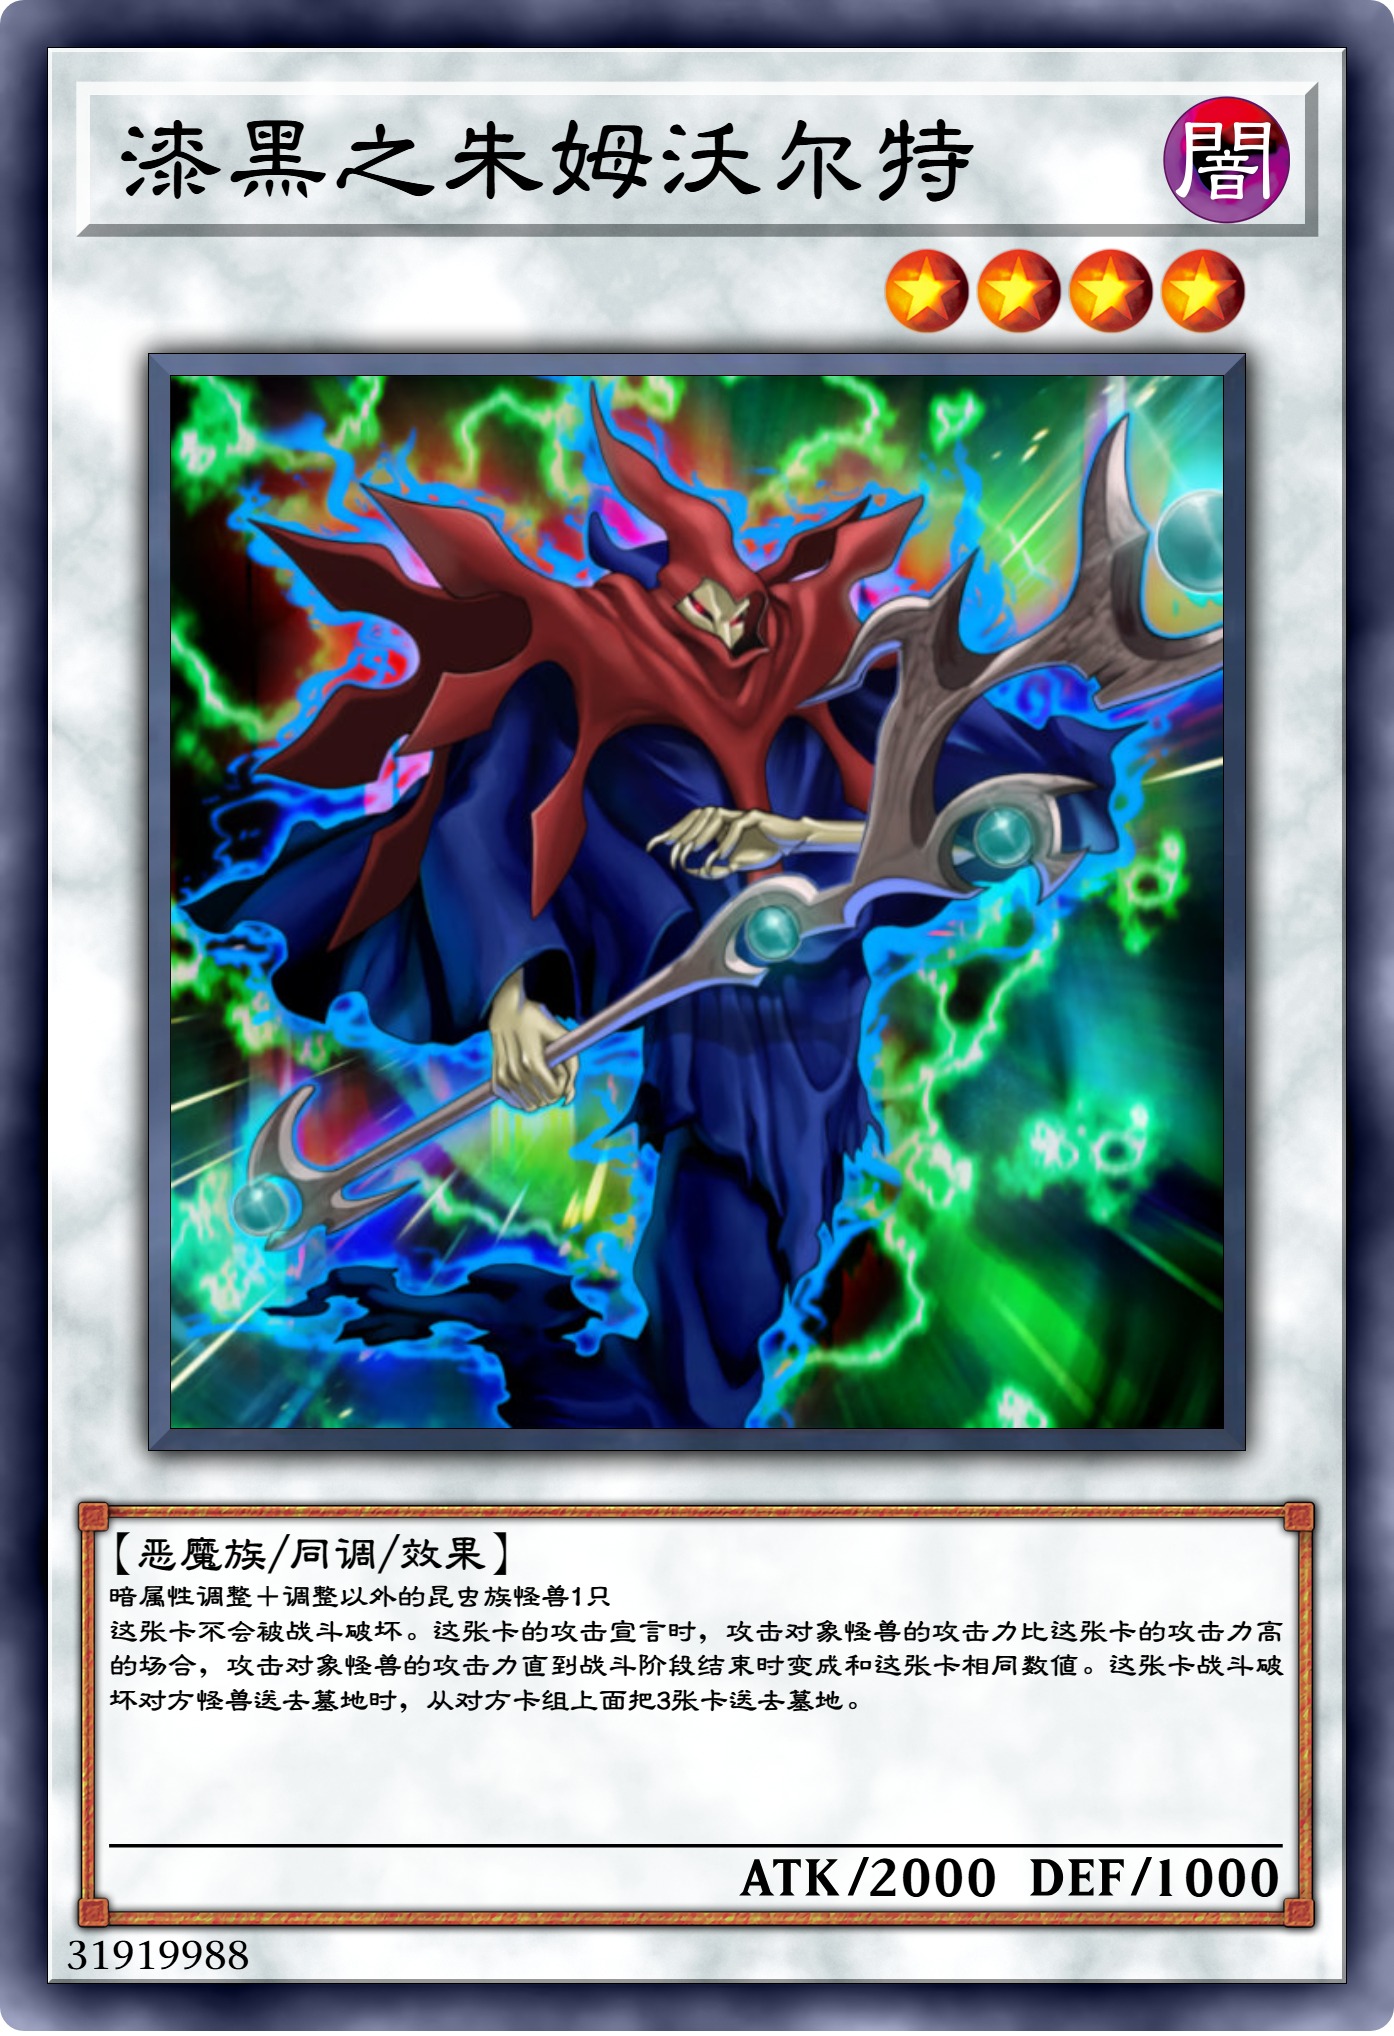 漆黑之朱姆沃尔特
闇
【恶魔族/同调/效果】
暗属性调整＋调整以外的昆虫族怪兽1只
这张卡不会被战斗破坏。这张卡的攻击宣言时，攻击对象怪兽的攻击力比这张卡的攻击力高
的场合，攻击对象怪兽的攻击力直到战斗阶段结束时变成和这张卡相同数值。这张卡战斗破
坏对方怪兽送去墓地时，从对方卡组上面把3张卡送去墓地。
ATK/2000 DEF/1000
31919988